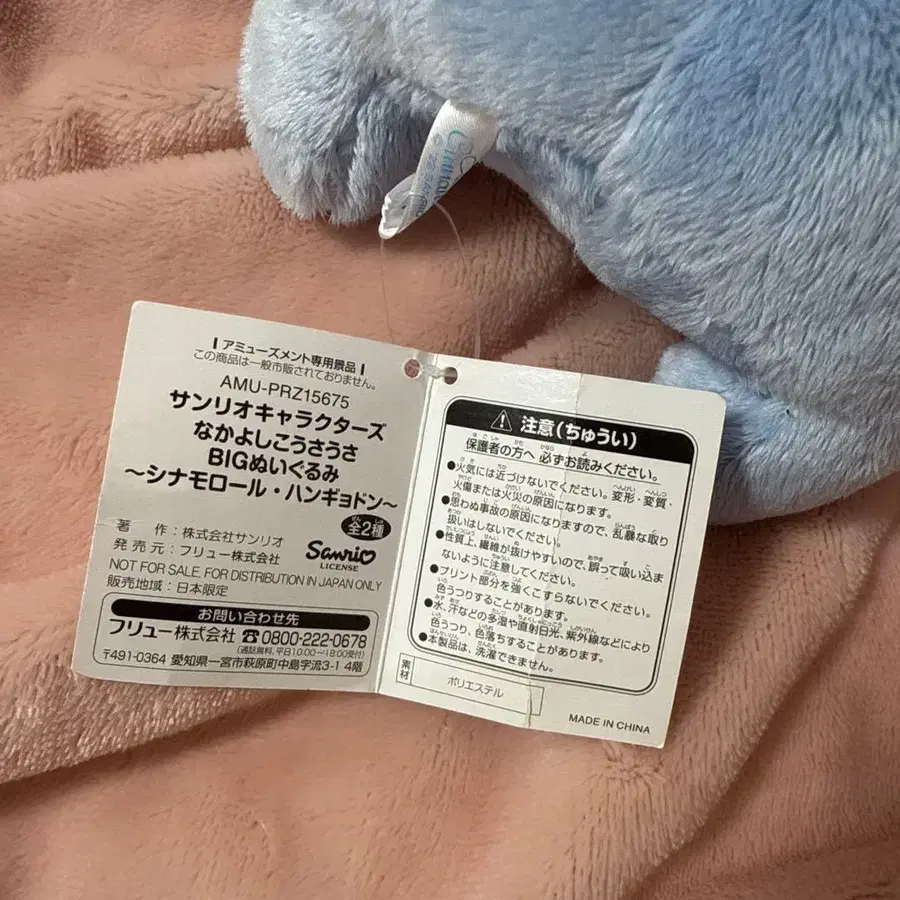 Cinnamo
アミューズメント専用景品
この商品は一般市販されておりません。
AMU-PRZ15675
サンリオキャラクターズ
なかよしこうさうさ
BIGぬいぐるみ
～シナモロール・ハンギョドン～
全2種
著 作：株式会社サンリオ
発売元：フリュー株式会社
Sanrio
LICENSE
NOT FOR SALE. FOR DISTRIBUTION IN JAPAN ONLY
販売地域：日本限定
お問い合わせ先
フリュー株式会社 ☎0800-222-0678
(通話無料、平日10:00～18:00受付)
〒491-0364 愛知県一宮市萩原町中島字流3-1 4階
注意(ちゅうい)
保護者の方へ 必ずお読みください。
●火気には近づけないでください。変形・変質・
火傷または火災の原因になります。
●思わぬ事故の原因になりますので、乱暴な取り
扱いはしないでください。
●性質上、繊維が抜けやすいので、誤って吸い込ま
ないように注意してください。
●プリント部分を強くこすらないでください。
色うつりすることがあります。
●水、汗などの多湿や直射日光、紫外線などにより
色うつり、色落ちすることがあります。
●本製品は、洗濯できません。
素材
ポリエステル
MADE IN CHINA